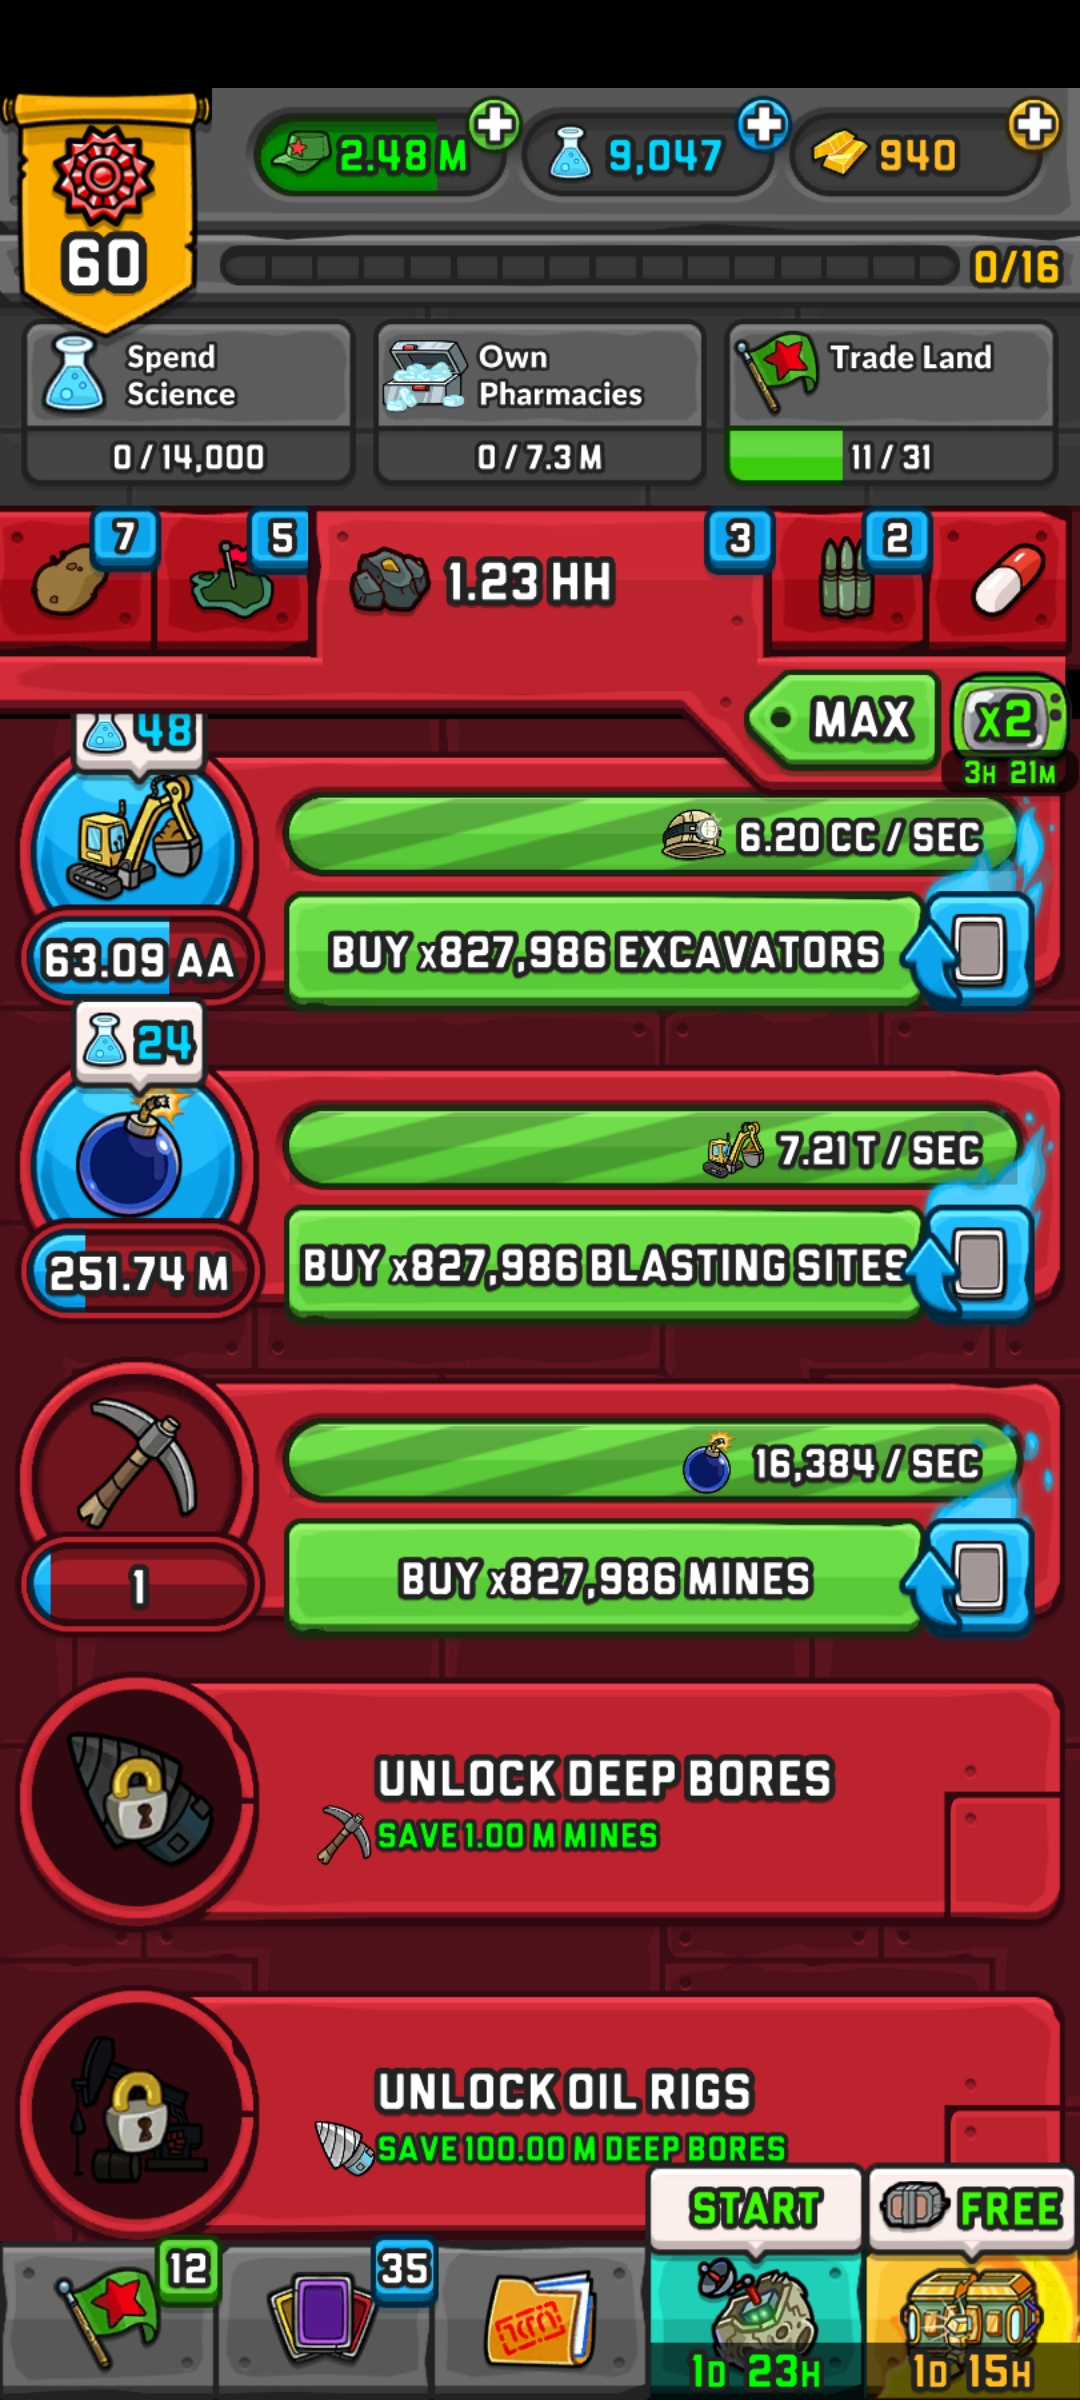 2.48 M
9,047
940
60
0/16
Spend
Science
0 / 14,000
Own
Pharmacies
0 / 7.3 M
Trade Land
11 / 31
7
5
1.23 HH
3
2
MAX
x2
3H 21M
48
6.20 CC / SEC
63.09 AA
BUY x827,986 EXCAVATORS
24
7.21 T / SEC
251.74 M
BUY x827,986 BLASTING SITES
16,384 / SEC
1
BUY x827,986 MINES
UNLOCK DEEP BORES
SAVE 1.00 M MINES
UNLOCK OIL RIGS
SAVE 100.00 M DEEP BORES
START
FREE
12
35
1D 23H
1D 15H